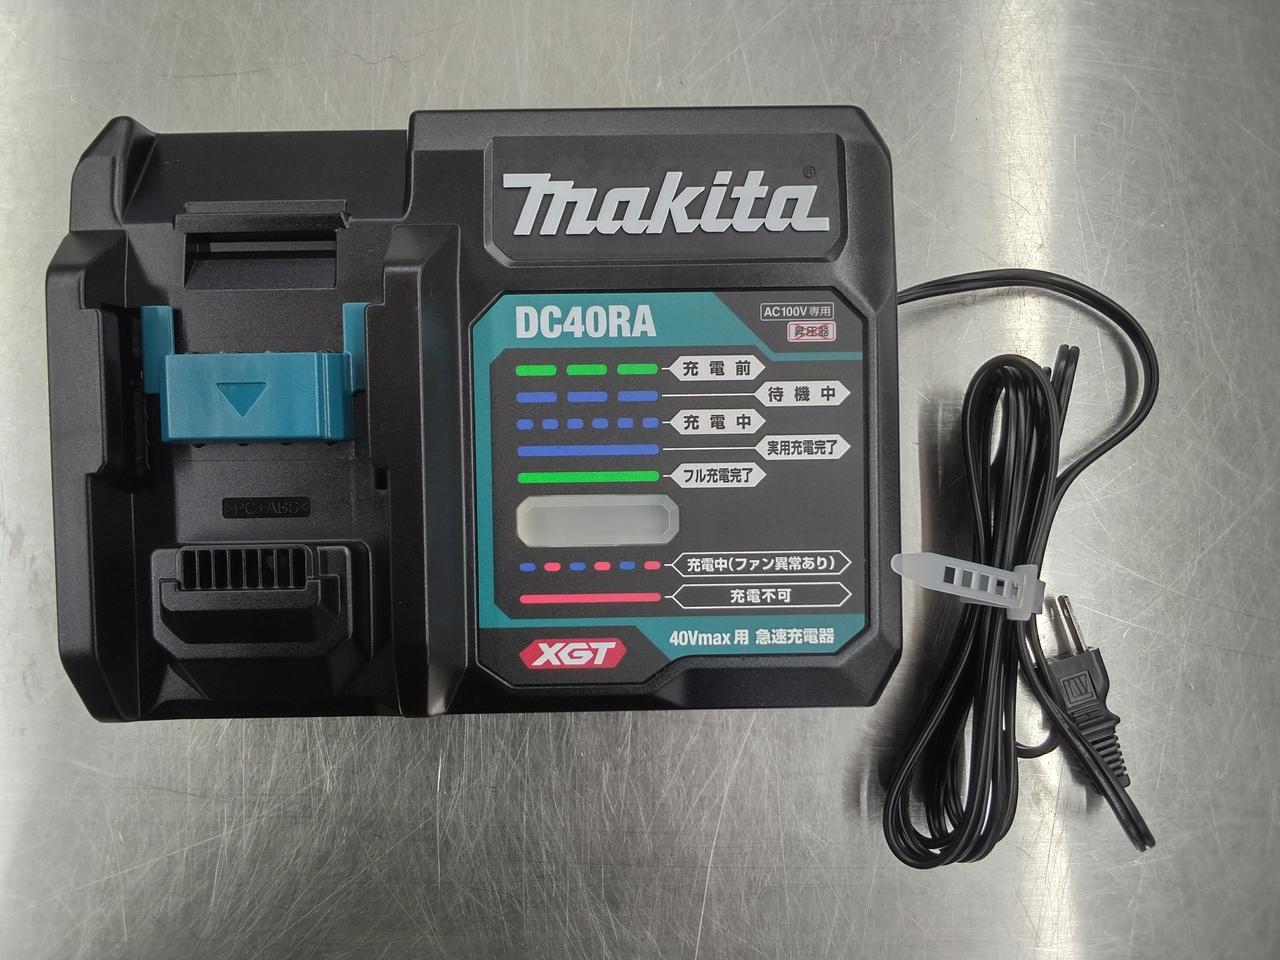 makita®
DC40RA
AC100V専用
昇圧器
充電前
待機中
充電中
実用充電完了
フル充電完了
>PC+ABS<
充電中(ファン異常あり)
充電不可
XGT
40Vmax用 急速充電器